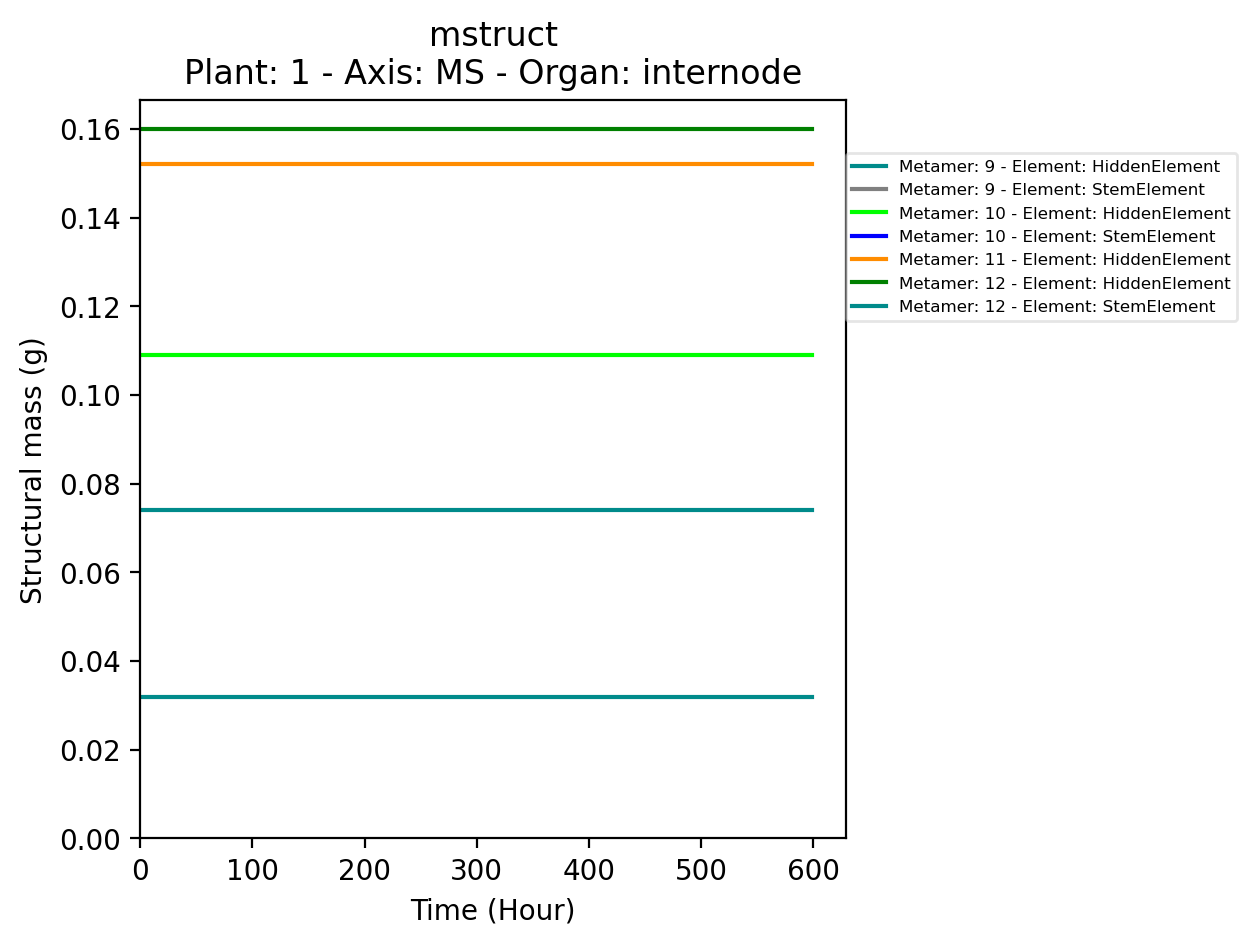 mstruct
Plant: 1 - Axis: MS - Organ: internode
0.16
0.14
0.12
0.10
0.08
0.06
0.04
0.02
0.00
Structural mass (g)
0 100 200 300 400 500 600
Time (Hour)
Metamer: 9 - Element: HiddenElement
Metamer: 9 - Element: StemElement
Metamer: 10 - Element: HiddenElement
Metamer: 10 - Element: StemElement
Metamer: 11 - Element: HiddenElement
Metamer: 12 - Element: HiddenElement
Metamer: 12 - Element: StemElement